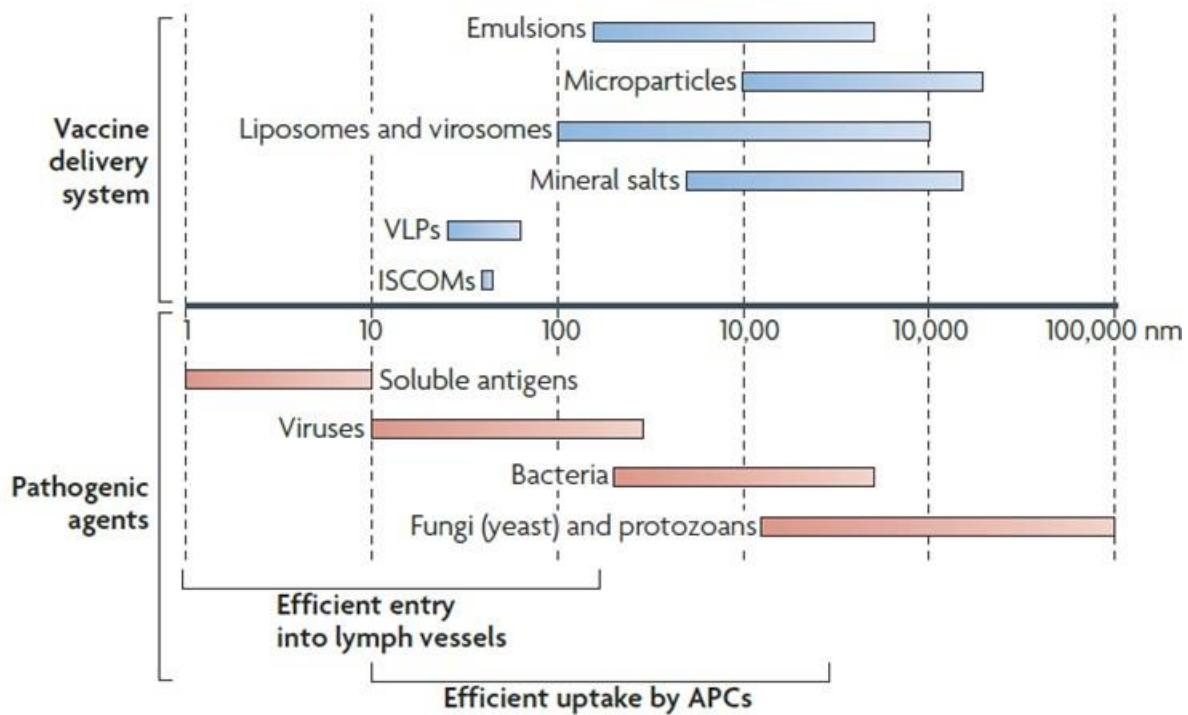 Emulsions
Microparticles
Vaccine
delivery
system
Liposomes and virosomes
Mineral salts
VLPs
ISCOMs
1 10 100 10,00 10,000 100,000 nm
Soluble antigens
Viruses
Bacteria
Pathogenic
agents
Fungi (yeast) and protozoans
Efficient entry
into lymph vessels
Efficient uptake by APCs